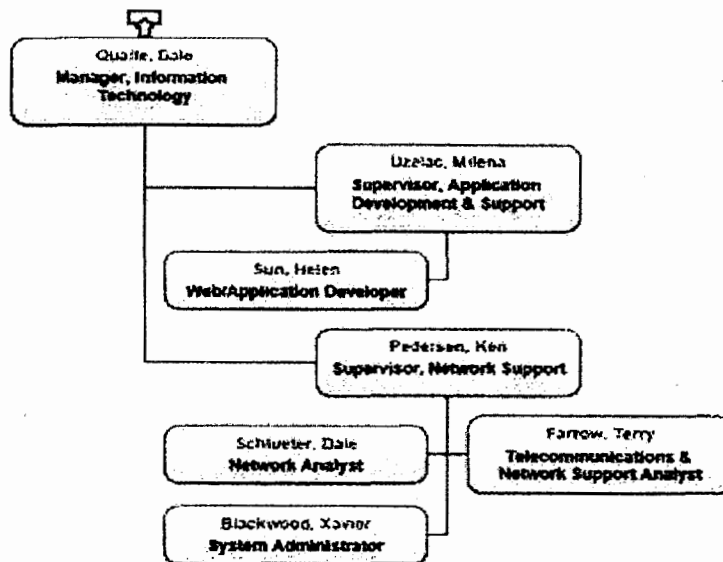 Quaife, Dale
Manager, Information
Technology
Uzelac, Milena
Supervisor, Application
Development & Support
Sun, Helen
Web/Application Developer
Pedersen, Ken
Supervisor, Network Support
Schlueter, Dale
Network Analyst
Farrow, Terry
Telecommunications &
Network Support Analyst
Blackwood, Xavier
System Administrator